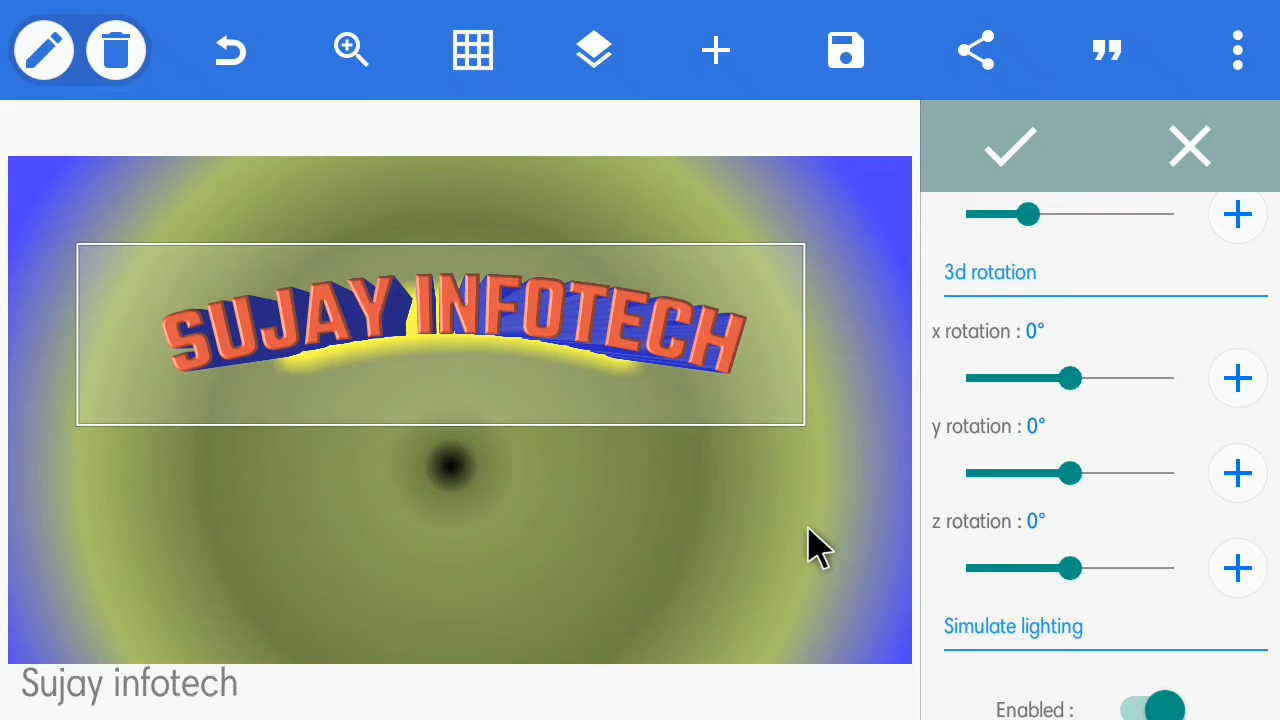 SUJAY INFOTECH
3d rotation
x rotation : 0°
y rotation : 0°
z rotation : 0°
Simulate lighting
Enabled :
Sujay infotech